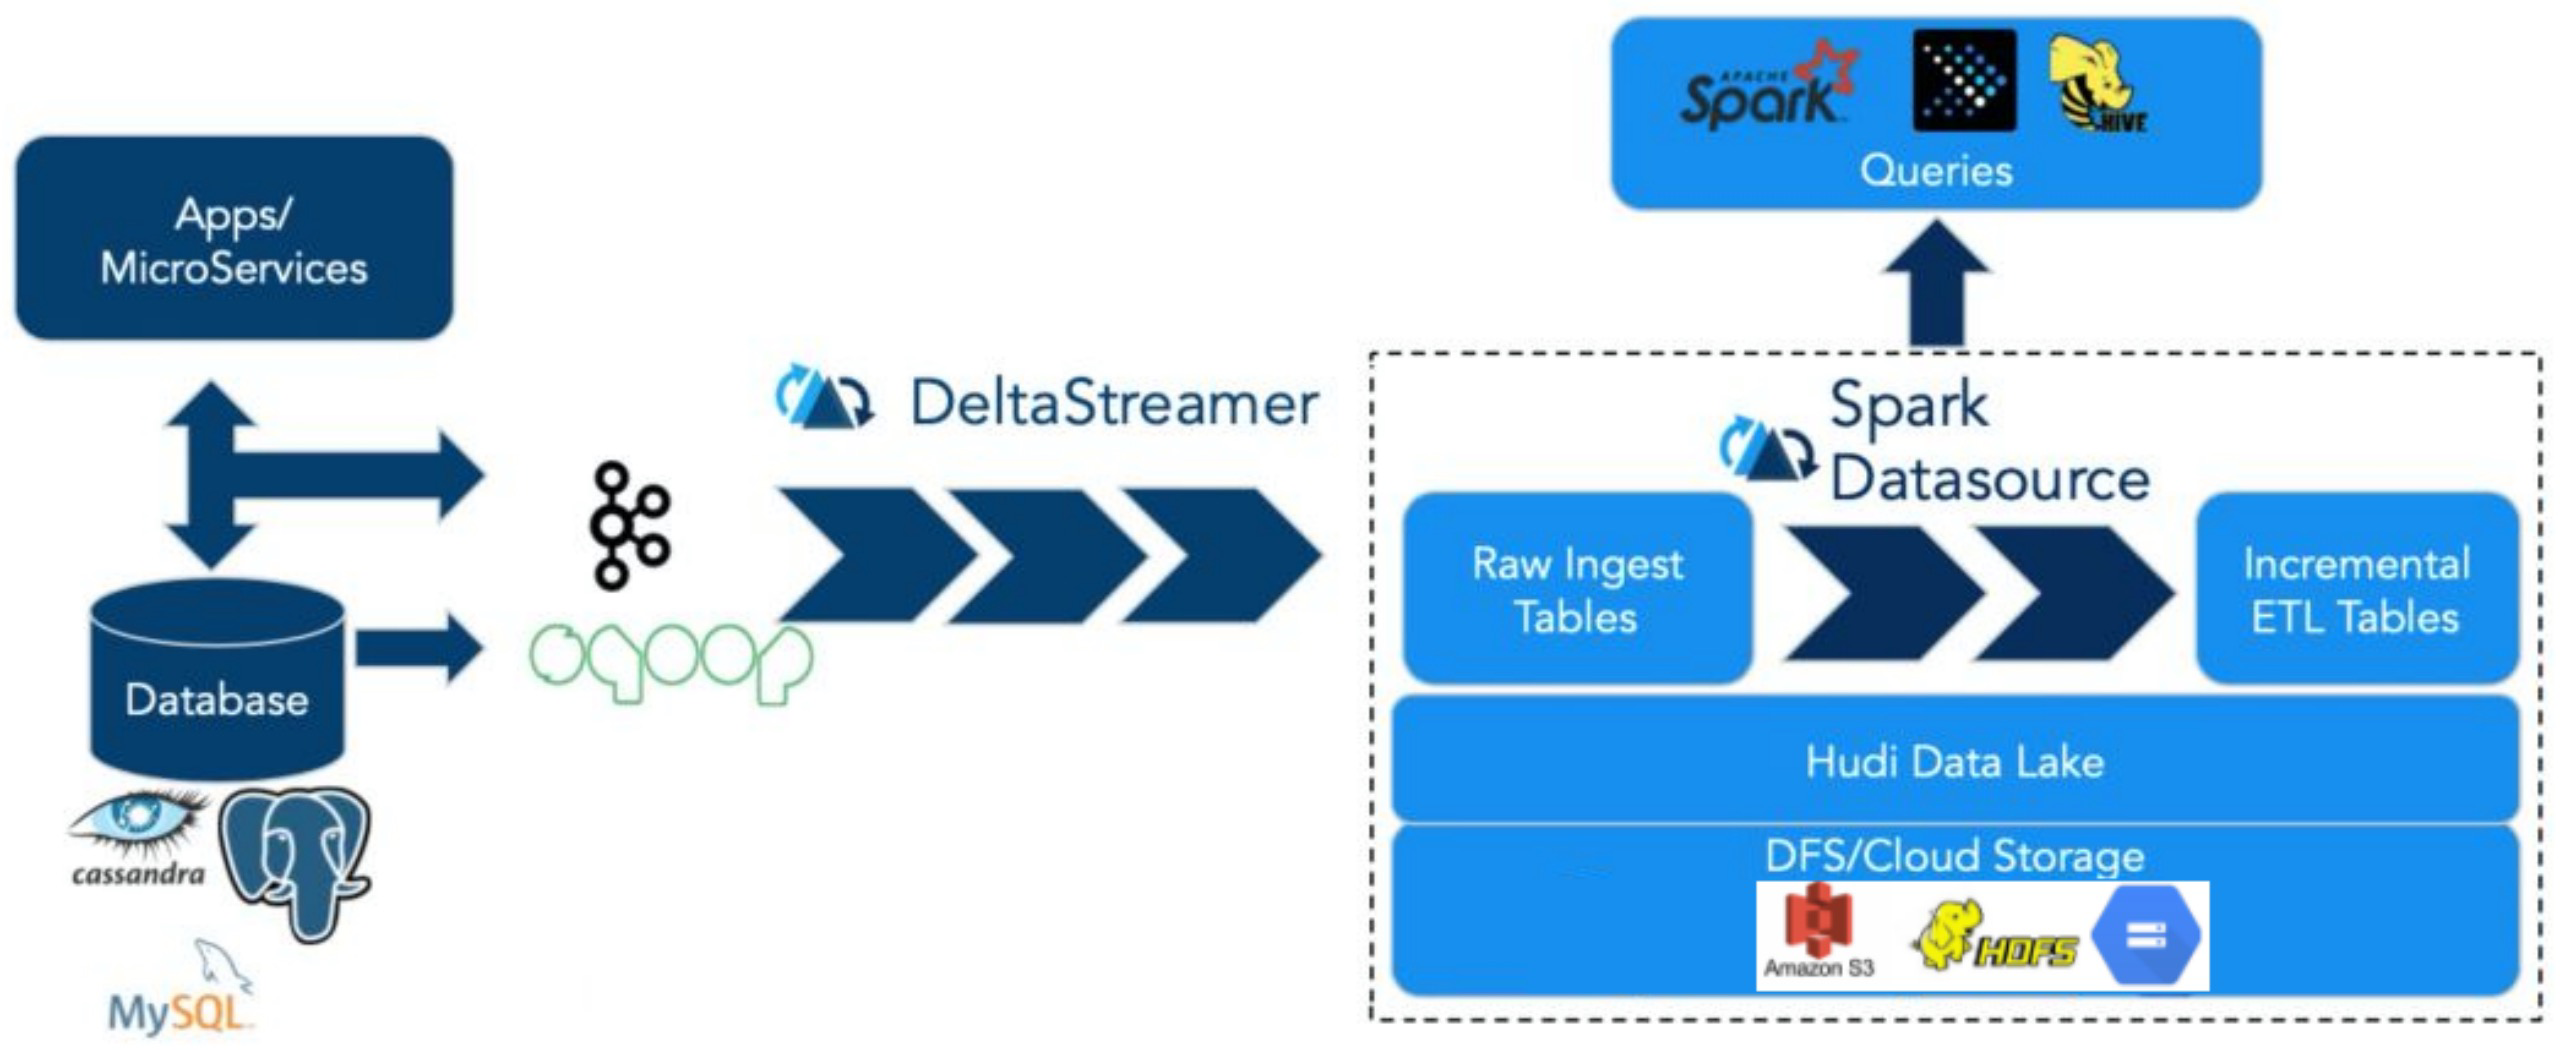 Apps/
MicroServices
Database
cassandra
MySQL
sqoop
DeltaStreamer
APACHE
Spark
HIVE
Queries
Spark
Datasource
Raw Ingest
Tables
Incremental
ETL Tables
Hudi Data Lake
DFS/Cloud Storage
Amazon S3
HDFS